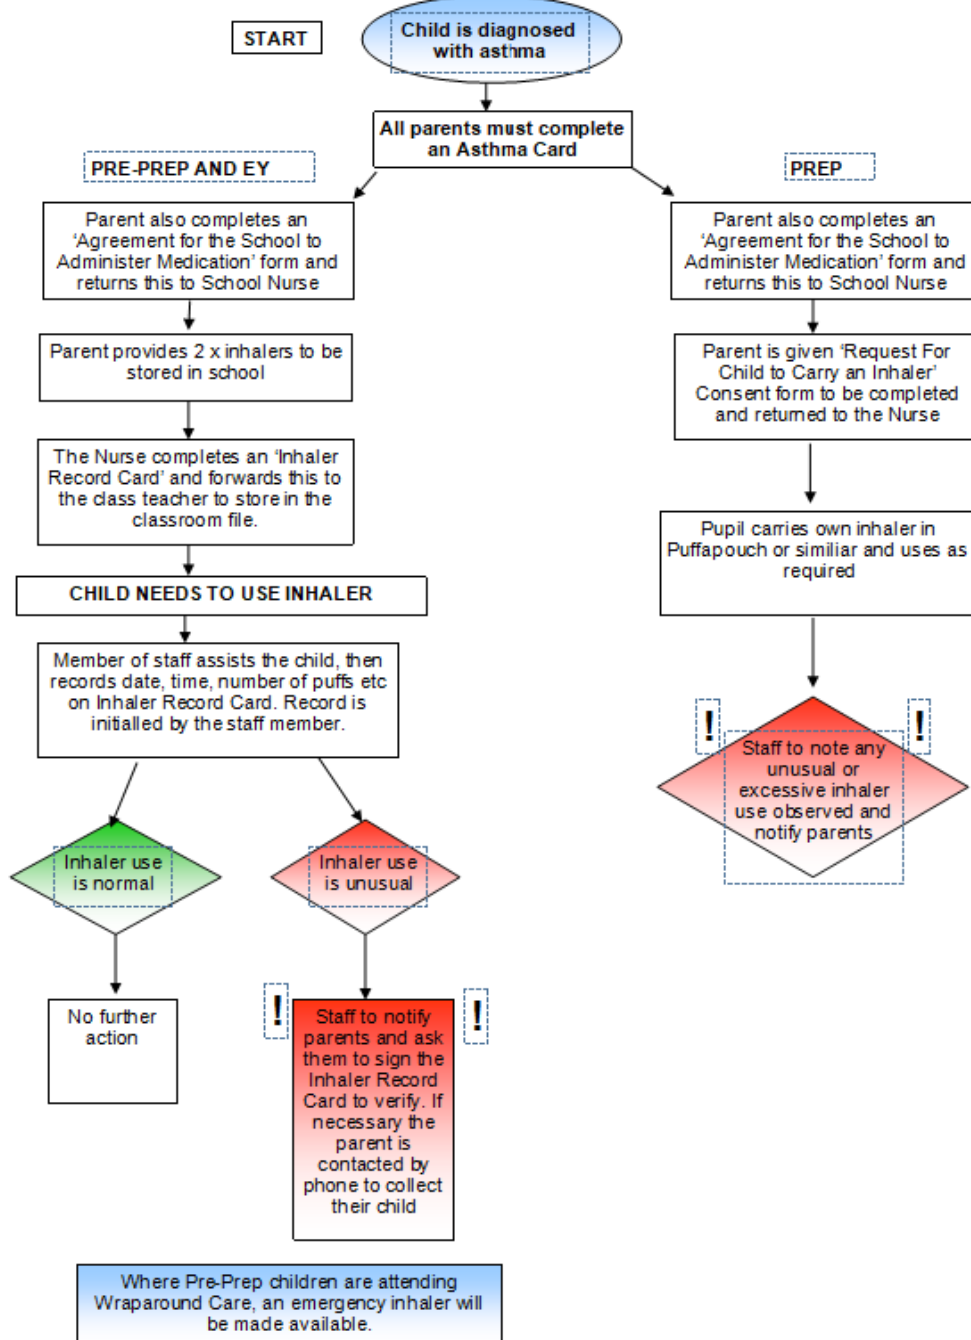 START
Child is diagnosed
with asthma
All parents must complete
an Asthma Card
PRE-PREP AND EY
PREP
Parent also completes an
‘Agreement for the School to
Administer Medication’ form and
returns this to School Nurse
Parent provides 2 x inhalers to be
stored in school
The Nurse completes an ‘Inhaler
Record Card’ and forwards this to
the class teacher to store in the
classroom file.
CHILD NEEDS TO USE INHALER
Member of staff assists the child, then
records date, time, number of puffs etc
on Inhaler Record Card. Record is
initialled by the staff member.
Inhaler use
is normal
Inhaler use
is unusual
No further
action
!
Staff to notify
parents and ask
them to sign the
Inhaler Record
Card to verify. If
necessary the
parent is
contacted by
phone to collect
their child
!
Parent also completes an
‘Agreement for the School to
Administer Medication’ form and
returns this to School Nurse
Parent is given ‘Request For
Child to Carry an Inhaler’
Consent form to be completed
and returned to the Nurse
Pupil carries own inhaler in
Puffapouch or similiar and uses as
required
!
Staff to note any
unusual or
excessive inhaler
use observed and
notify parents
!
Where Pre-Prep children are attending
Wraparound Care, an emergency inhaler will
be made available.